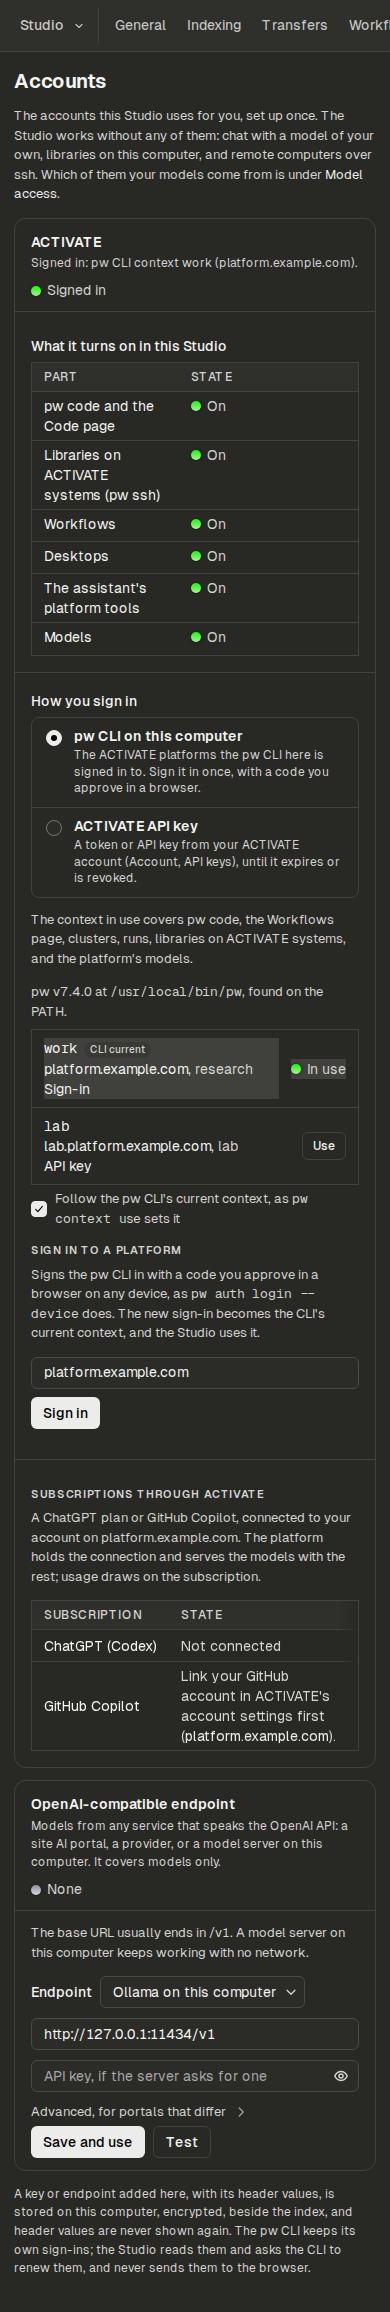 Studio General Indexing Transfers Workf
Accounts
The accounts this Studio uses for you, set up once. The
Studio works without any of them: chat with a model of your
own, libraries on this computer, and remote computers over
ssh. Which of them your models come from is under Model
access.
ACTIVATE
Signed in: pw CLI context work (platform.example.com).
Signed in
What it turns on in this Studio
PART STATE
pw code and the
Code page
On
Libraries on
ACTIVATE
systems (pw ssh)
On
Workflows On
Desktops On
The assistant's
platform tools
On
Models On
How you sign in
pw CLI on this computer
The ACTIVATE platforms the pw CLI here is
signed in to. Sign it in once, with a code you
approve in a browser.
ACTIVATE API key
A token or API key from your ACTIVATE
account (Account, API keys), until it expires or
is revoked.
The context in use covers pw code, the Workflows
page, clusters, runs, libraries on ACTIVATE systems,
and the platform's models.
pw v7.4.0 at /usr/local/bin/pw, found on the
PATH.
work CLI current
platform.example.com, research
Sign-in
In use
lab
lab.platform.example.com, lab
API key
Use
Follow the pw CLI's current context, as pw
context use sets it
SIGN IN TO A PLATFORM
Signs the pw CLI in with a code you approve in a
browser on any device, as pw auth login --
device does. The new sign-in becomes the CLI's
current context, and the Studio uses it.
platform.example.com
Sign in
SUBSCRIPTIONS THROUGH ACTIVATE
A ChatGPT plan or GitHub Copilot, connected to your
account on platform.example.com. The platform
holds the connection and serves the models with the
rest; usage draws on the subscription.
SUBSCRIPTION STATE
ChatGPT (Codex) Not connected
GitHub Copilot
Link your GitHub
account in ACTIVATE's
account settings first
(platform.example.com).
OpenAI-compatible endpoint
Models from any service that speaks the OpenAI API: a
site AI portal, a provider, or a model server on this
computer. It covers models only.
None
The base URL usually ends in /v1. A model server on
this computer keeps working with no network.
Endpoint Ollama on this computer
http://127.0.0.1:11434/v1
API key, if the server asks for one
Advanced, for portals that differ
Save and use Test
A key or endpoint added here, with its header values, is
stored on this computer, encrypted, beside the index, and
header values are never shown again. The pw CLI keeps its
own sign-ins; the Studio reads them and asks the CLI to
renew them, and never sends them to the browser.